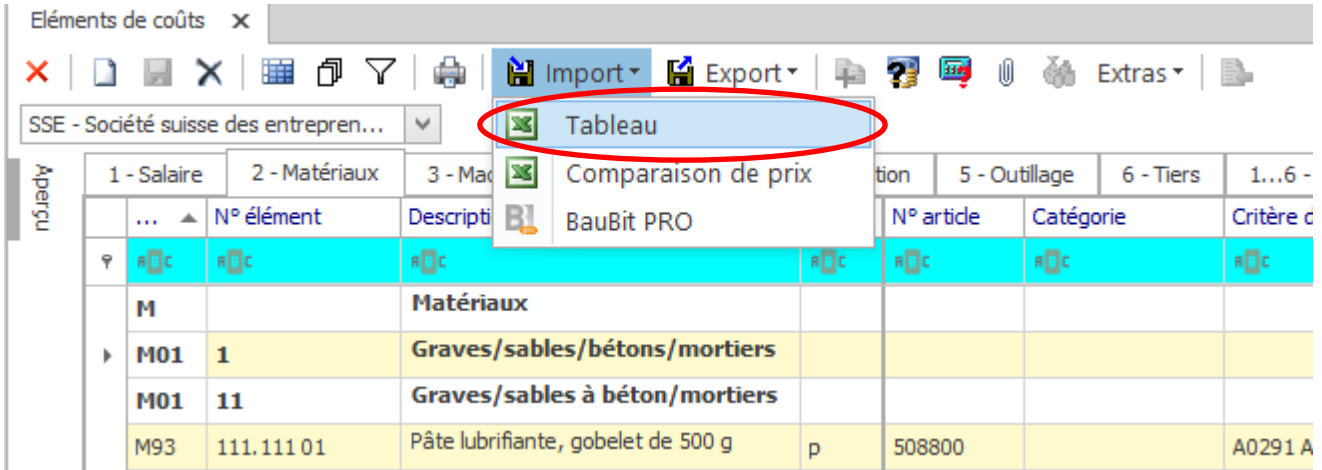 Eléments de coûts
Import Export Extras
SSE - Société suisse des entrepren...
Tableau
Comparaison de prix
BauBit PRO
Aperçu
1 - Salaire 2 - Matériaux 3 - Mac tion 5 - Outillage 6 - Tiers 1...6 -
... N° élément Descripti N° article Catégorie Critère d
M Matériaux
M01 1 Graves/sables/bétons/mortiers
M01 11 Graves/sables à béton/mortiers
M93 111.111 01 Pâte lubrifiante, gobelet de 500 g p 508800 A0291 A